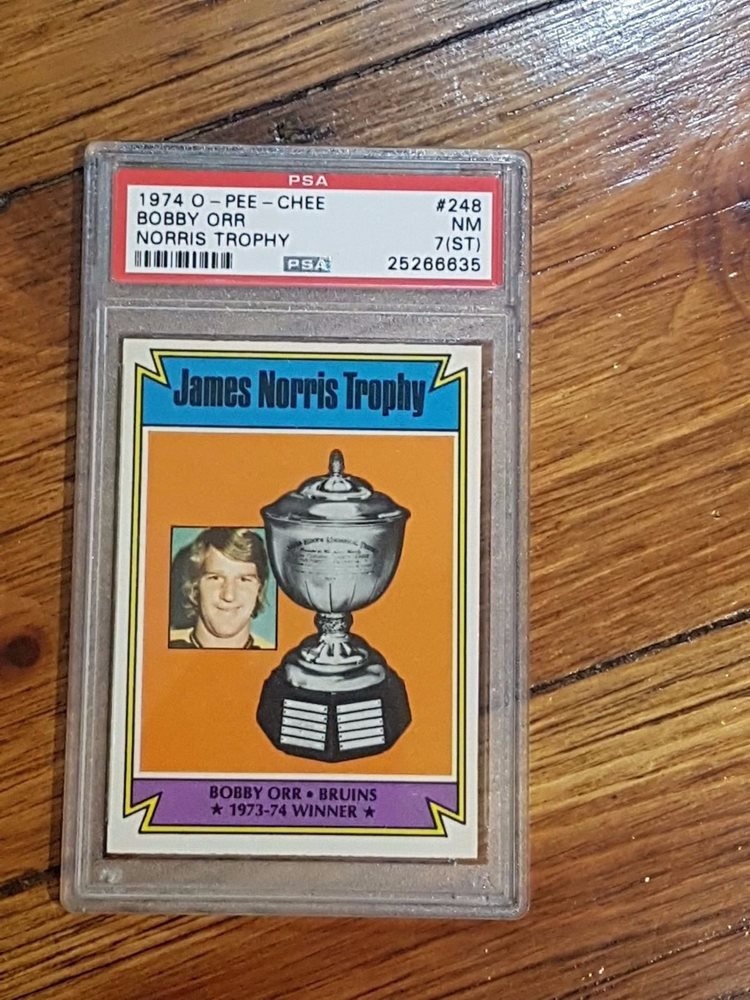 PSA
1974 O-PEE-CHEE #248
BOBBY ORR NM
NORRIS TROPHY 7(ST)
PSA 25266635
James Norris Trophy
BOBBY ORR • BRUINS
★ 1973-74 WINNER ★